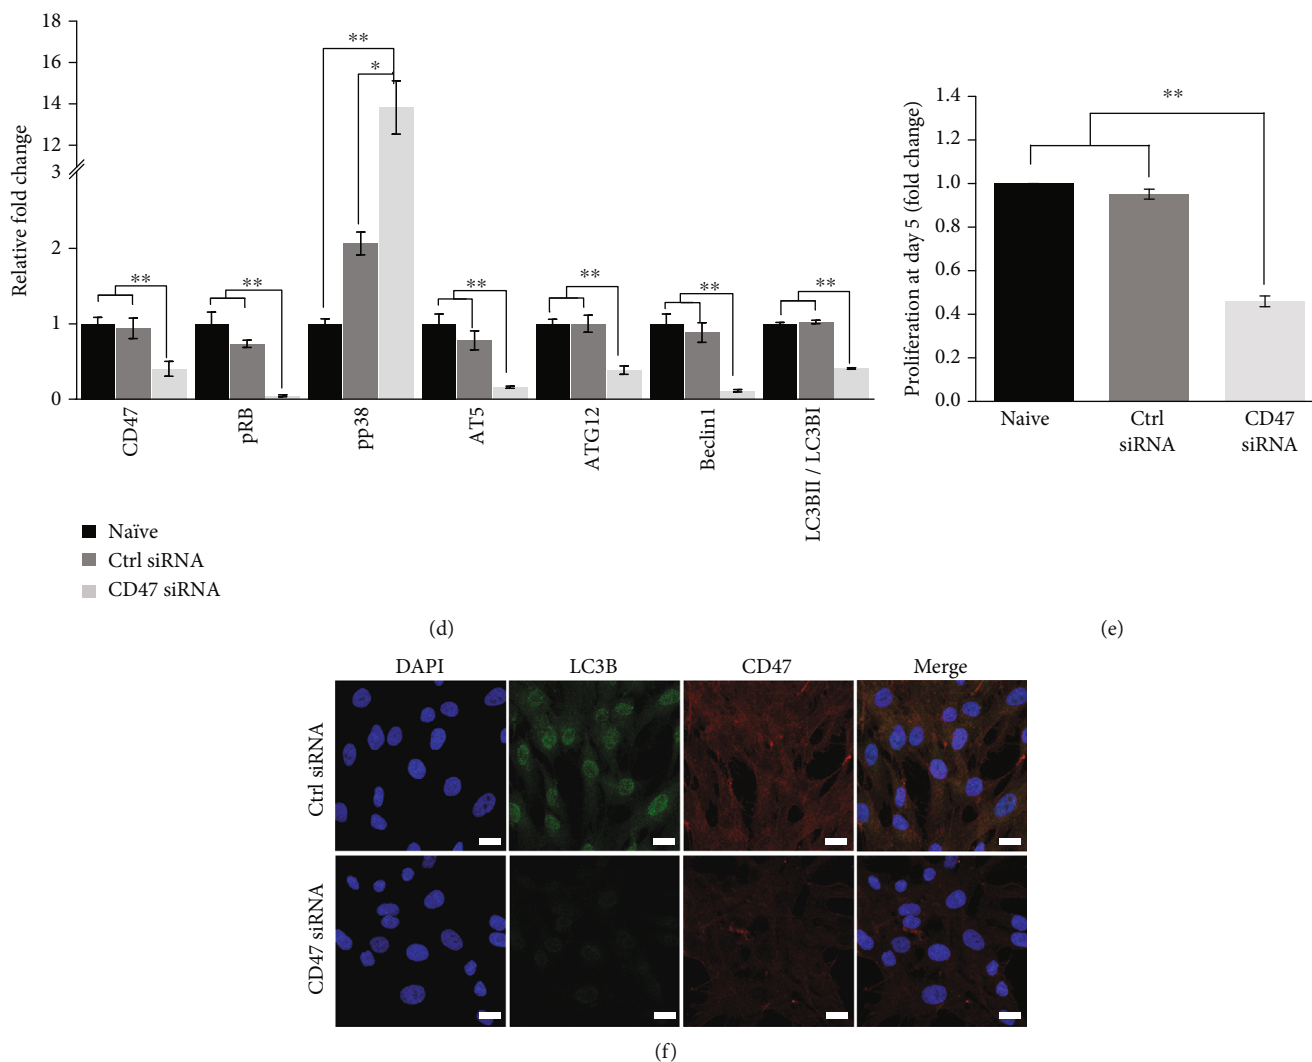 Relative fold change
18
16
14
12
3
2
1
0
**
*
**
**
**
**
**
**
CD47
pRB
pp38
AT5
ATG12
Beclin1
LC3BII / LC3BI
Naïve
Ctrl siRNA
CD47 siRNA
(d)
Proliferation at day 5 (fold change)
1.4
1.2
1.0
0.8
0.6
0.4
0.2
0.0
**
Naive
Ctrl
siRNA
CD47
siRNA
(e)
DAPI
LC3B
CD47
Merge
Ctrl siRNA
CD47 siRNA
(f)